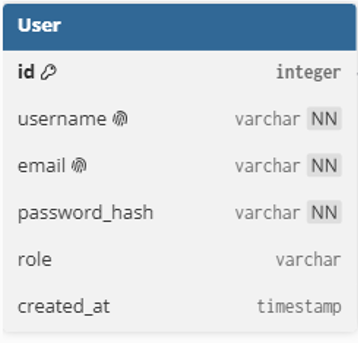 User
id integer
username varchar NN
email varchar NN
password_hash varchar NN
role varchar
created_at timestamp